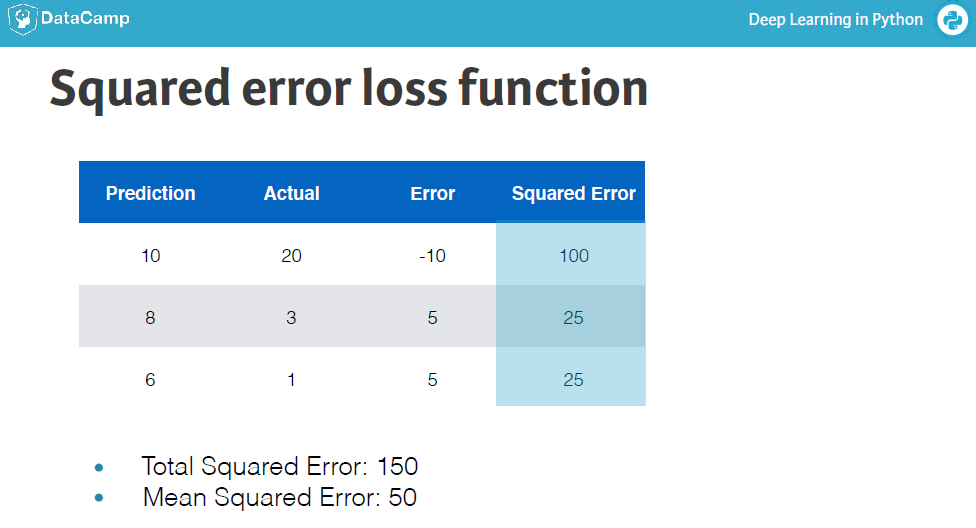 DataCamp
Deep Learning in Python
Squared error loss function
Prediction Actual Error Squared Error
10 20 -10 100
8 3 5 25
6 1 5 25
• Total Squared Error: 150
• Mean Squared Error: 50